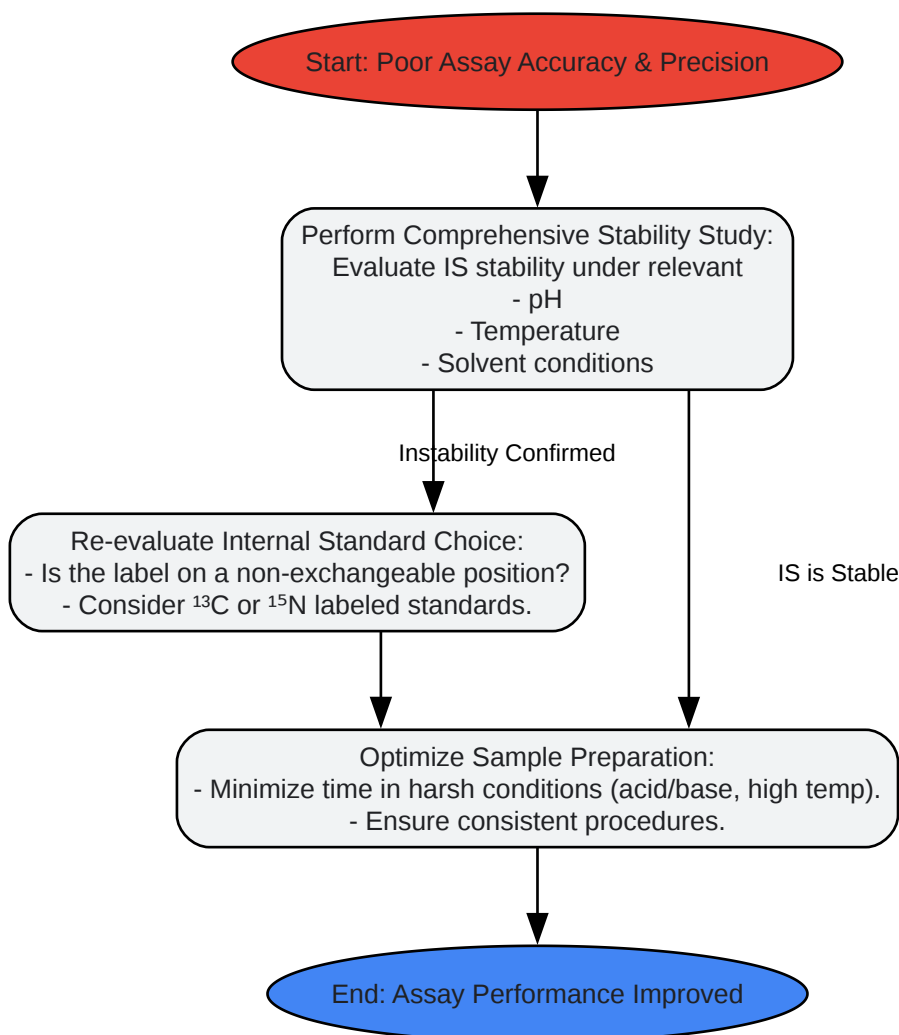 Start: Poor Assay Accuracy & Precision
Perform Comprehensive Stability Study:
Evaluate IS stability under relevant
- pH
- Temperature
- Solvent conditions
Instability Confirmed
Re-evaluate Internal Standard Choice:
- Is the label on a non-exchangeable position?
- Consider ¹³C or ¹⁵N labeled standards.
IS is Stable
Optimize Sample Preparation:
- Minimize time in harsh conditions (acid/base, high temp).
- Ensure consistent procedures.
End: Assay Performance Improved